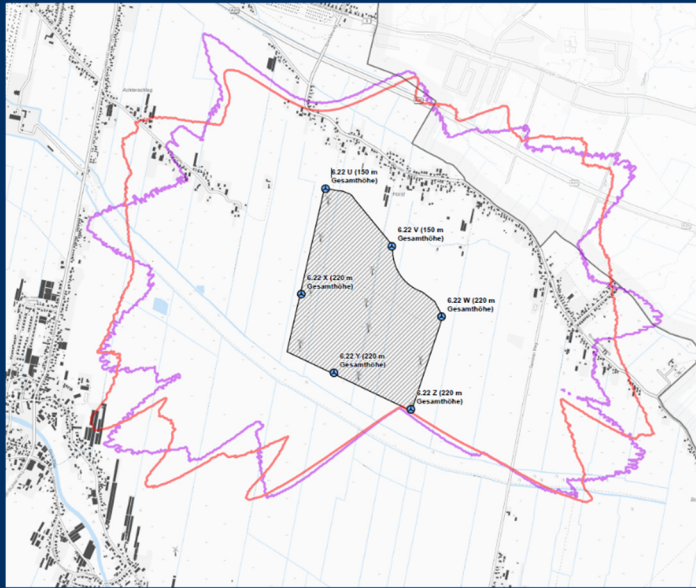 6.22 U (150 m
Gesamthöhe)
6.22 V (150 m
Gesamthöhe)
6.22 X (220 m
Gesamthöhe)
6.22 W (220 m
Gesamthöhe)
6.22 Y (220 m
Gesamthöhe)
6.22 Z (220 m
Gesamthöhe)